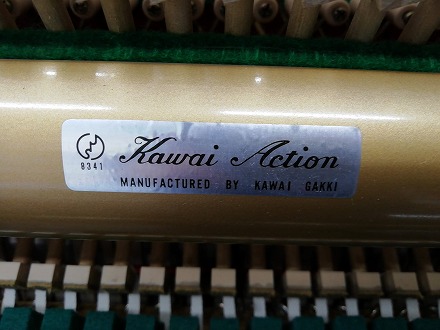 Kawai Action
8341
MANUFACTURED BY KAWAI GAKKI